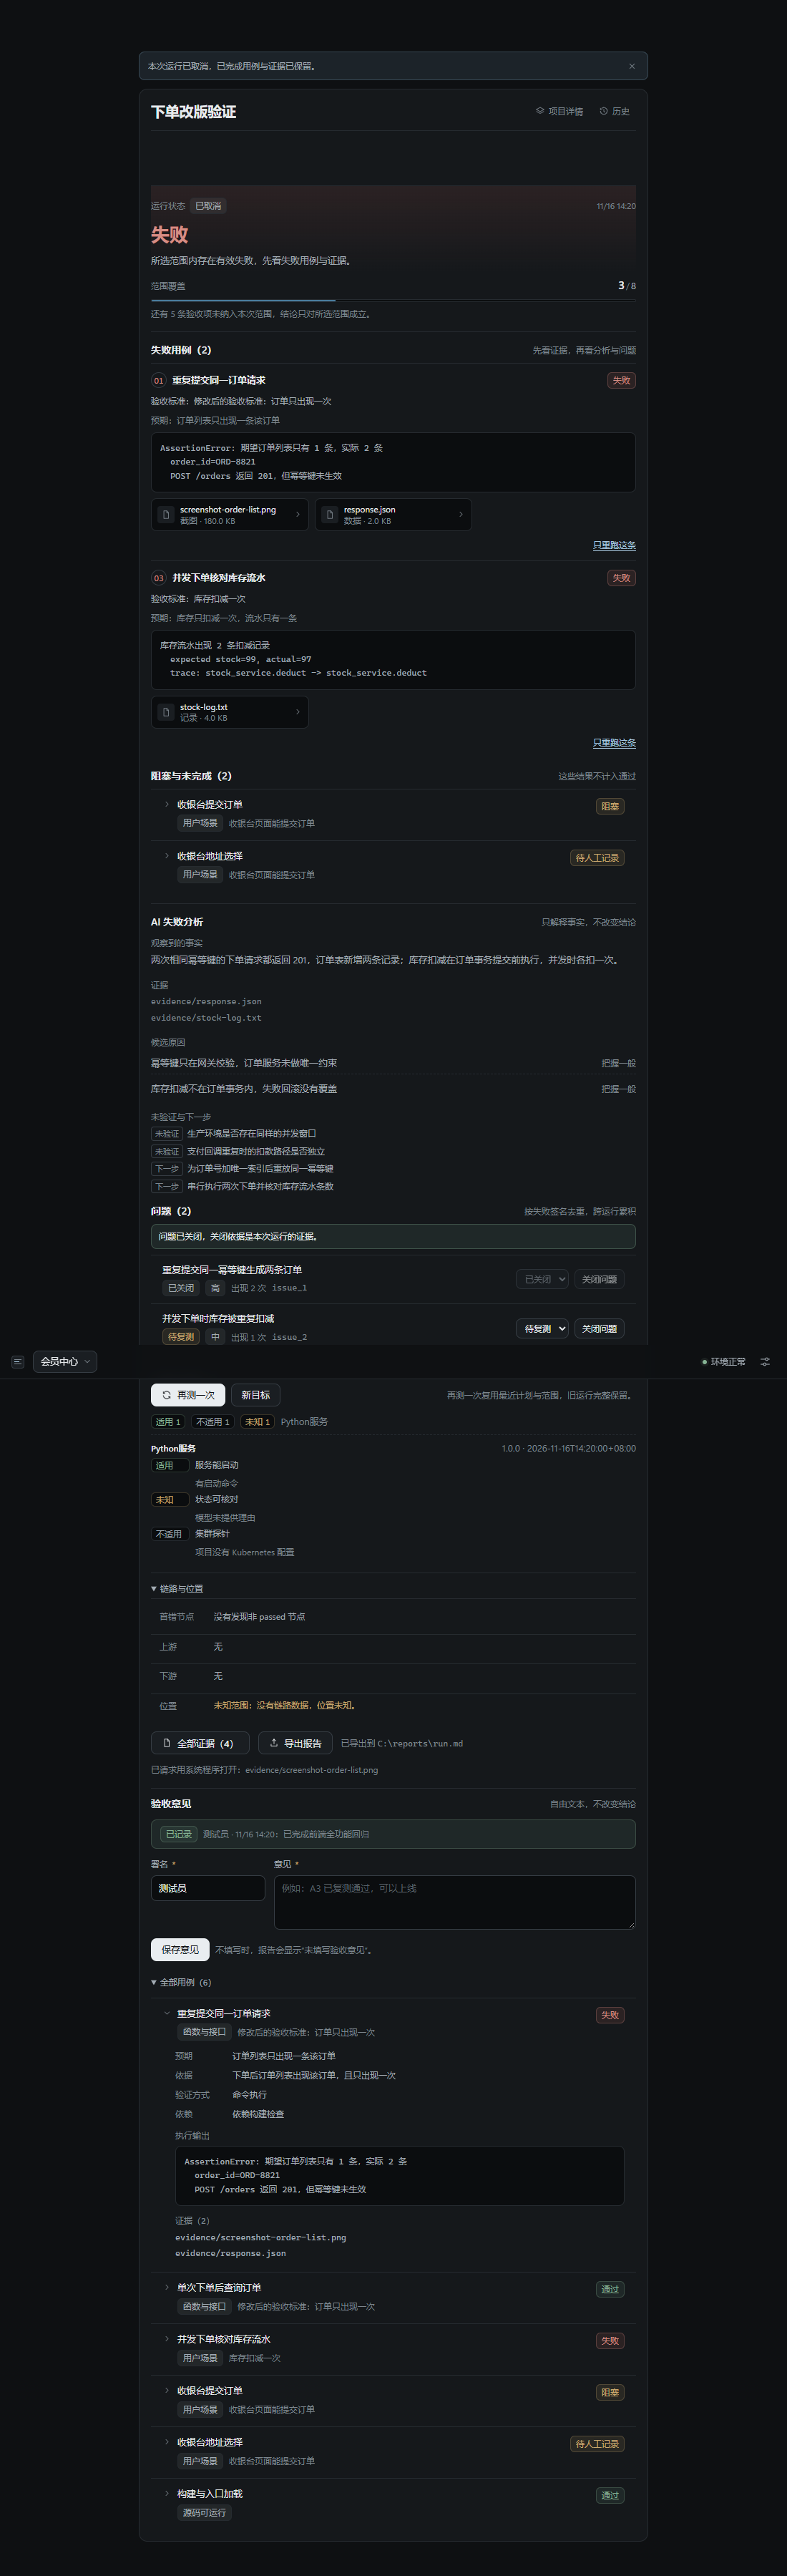 本次运行已取消，已完成用例与证据已保留。
下单改版验证
项目详情
历史
运行状态 已取消
11/16 14:20
失败
所选范围内存在有效失败，先看失败用例与证据。
范围覆盖
3 / 8
还有 5 条验收项未纳入本次范围，结论只对所选范围成立。
失败用例（2）
先看证据，再看分析与问题
01 重复提交同一订单请求
失败
验收标准：修改后的验收标准：订单只出现一次
预期：订单列表只出现一条该订单
AssertionError: 期望订单列表只有 1 条，实际 2 条
order_id=ORD-8821
POST /orders 返回 201，但幂等键未生效
screenshot-order-list.png
截图 · 180.0 KB
response.json
数据 · 2.0 KB
只重跑这条
03 并发下单核对库存流水
失败
验收标准：库存扣减一次
预期：库存只扣减一次，流水只有一条
库存流水出现 2 条扣减记录
expected stock=99, actual=97
trace: stock_service.deduct -> stock_service.deduct
stock-log.txt
记录 · 4.0 KB
只重跑这条
阻塞与未完成（2）
这些结果不计入通过
收银台提交订单
阻塞
用户场景 收银台页面能提交订单
收银台地址选择
待人工记录
用户场景 收银台页面能提交订单
AI 失败分析
只解释事实，不改变结论
观察到的事实
两次相同幂等键的下单请求都返回 201，订单表新增两条记录；库存扣减在订单事务提交前执行，并发时各扣一次。
证据
evidence/response.json
evidence/stock-log.txt
候选原因
幂等键只在网关校验，订单服务未做唯一约束
把握一般
库存扣减不在订单事务内，失败回滚没有覆盖
把握一般
未验证与下一步
未验证 生产环境是否存在同样的并发窗口
未验证 支付回调重复时的扣款路径是否独立
下一步 为订单号加唯一索引后重放同一幂等键
下一步 串行执行两次下单并核对库存流水条数
问题（2）
按失败签名去重，跨运行累积
问题已关闭，关闭依据是本次运行的证据。
重复提交同一幂等键生成两条订单
已关闭 高 出现 2 次 issue_1
已关闭
关闭问题
并发下单时库存被重复扣减
待复测 中 出现 1 次 issue_2
待复测
关闭问题
会员中心
环境正常
再测一次
新目标
再测一次复用最近计划与范围，旧运行完整保留。
适用 1 不适用 1 未知 1 Python服务
Python服务
1.0.0 · 2026-11-16T14:20:00+08:00
适用 服务能启动
有启动命令
未知 状态可核对
模型未提供理由
不适用 集群探针
项目没有 Kubernetes 配置
链路与位置
首错节点 没有发现非 passed 节点
上游 无
下游 无
位置 未知范围：没有链路数据，位置未知。
全部证据（4）
导出报告
已导出到 C:\reports\run.md
已请求用系统程序打开：evidence/screenshot-order-list.png
验收意见
自由文本，不改变结论
已记录 测试员 · 11/16 14:20：已完成前端全功能回归
署名 *
意见 *
测试员
例如：A3 已复测通过，可以上线
保存意见
不填写时，报告会显示“未填写验收意见”。
全部用例（6）
重复提交同一订单请求
失败
函数与接口 修改后的验收标准：订单只出现一次
预期 订单列表只出现一条该订单
依据 下单后订单列表出现该订单，且只出现一次
验证方式 命令执行
依赖 依赖构建检查
执行输出
AssertionError: 期望订单列表只有 1 条，实际 2 条
order_id=ORD-8821
POST /orders 返回 201，但幂等键未生效
证据（2）
evidence/screenshot-order-list.png
evidence/response.json
单次下单后查询订单
通过
函数与接口 修改后的验收标准：订单只出现一次
并发下单核对库存流水
失败
用户场景 库存扣减一次
收银台提交订单
阻塞
用户场景 收银台页面能提交订单
收银台地址选择
待人工记录
用户场景 收银台页面能提交订单
构建与入口加载
通过
源码可运行